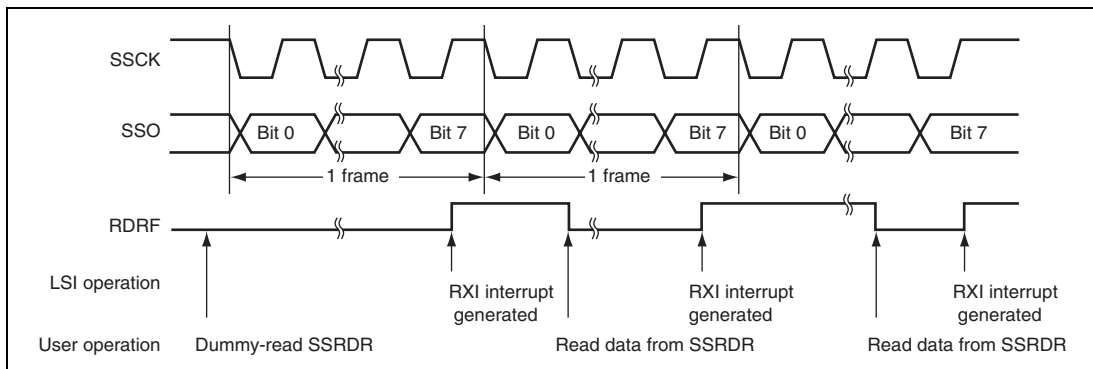 SSCK
SSO
Bit 0
Bit 7
Bit 0
Bit 7
Bit 0
Bit 7
1 frame
1 frame
RDRF
LSI operation
RXI interrupt
generated
RXI interrupt
generated
RXI interrupt
generated
User operation
Dummy-read SSRDR
Read data from SSRDR
Read data from SSRDR